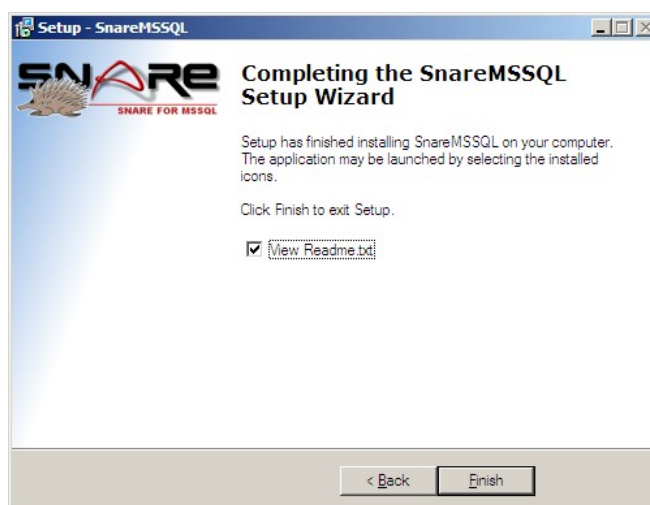 Setup - SnareMSSQL
SNARE
SNARE FOR MSSQL
Completing the SnareMSSQL
Setup Wizard
Setup has finished installing SnareMSSQL on your computer.
The application may be launched by selecting the installed
icons.
Click Finish to exit Setup.
View Readme.txt
< Back
Finish